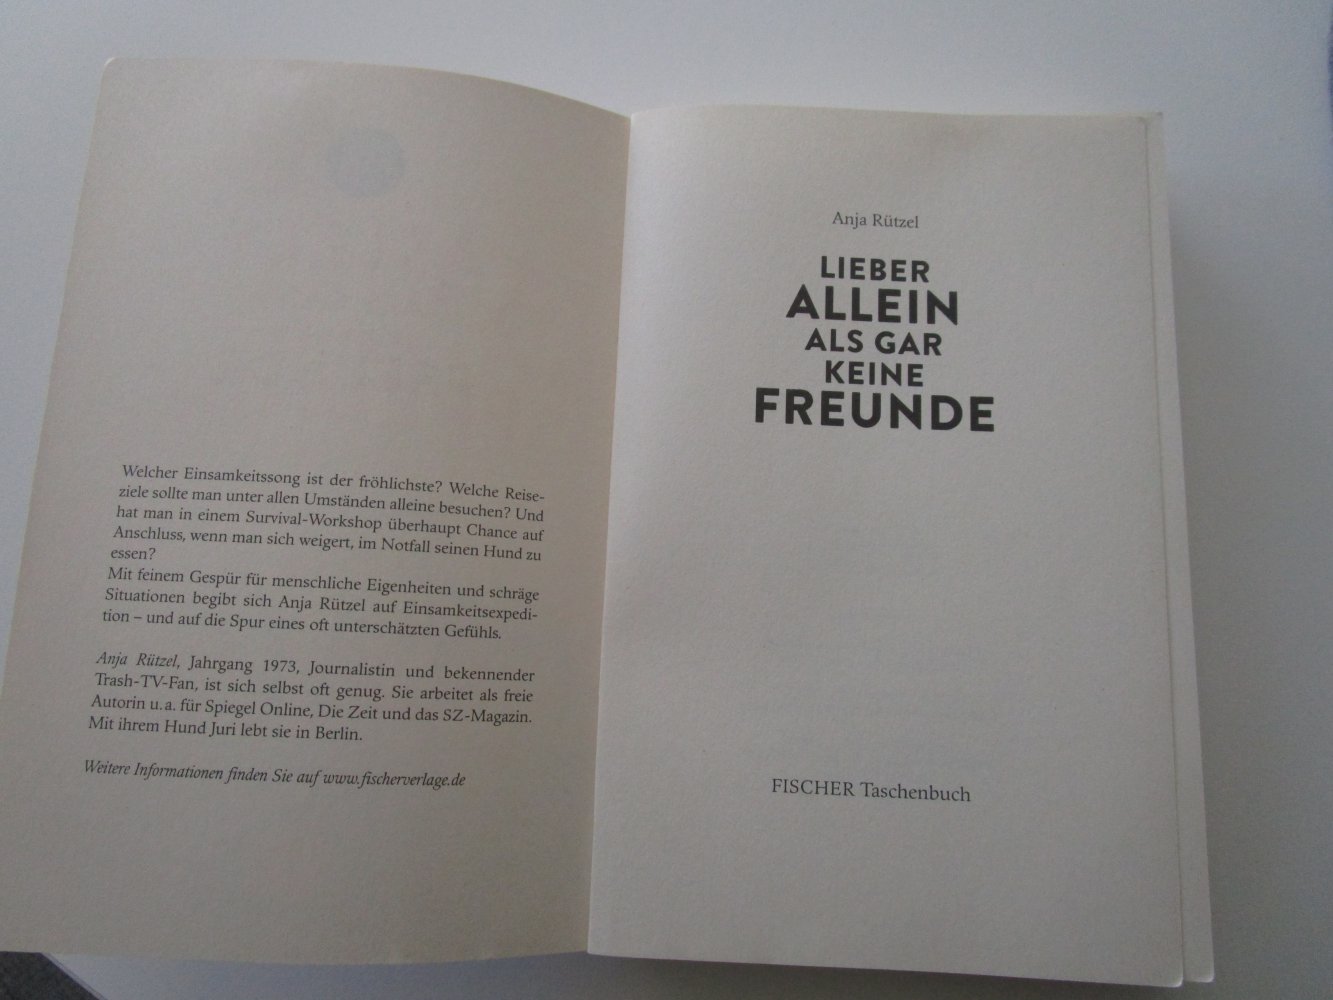 Welcher Einsamkeitssong ist der fröhlichste? Welche Reise-
ziele sollte man unter allen Umständen alleine besuchen? Und
hat man in einem Survival-Workshop überhaupt Chance auf
Anschluss, wenn man sich weigert, im Notfall seinen Hund zu
essen?
Mit feinem Gespür für menschliche Eigenheiten und schräge
Situationen begibt sich Anja Rützel auf Einsamkeitsexpedi-
tion – und auf die Spur eines oft unterschätzten Gefühls.
Anja Rützel, Jahrgang 1973, Journalistin und bekennender
Trash-TV-Fan, ist sich selbst oft genug. Sie arbeitet als freie
Autorin u. a. für Spiegel Online, Die Zeit und das SZ-Magazin.
Mit ihrem Hund Juri lebt sie in Berlin.
Weitere Informationen finden Sie auf www.fischerverlage.de
Anja Rützel
LIEBER
ALLEIN
ALS GAR
KEINE
FREUNDE
FISCHER Taschenbuch